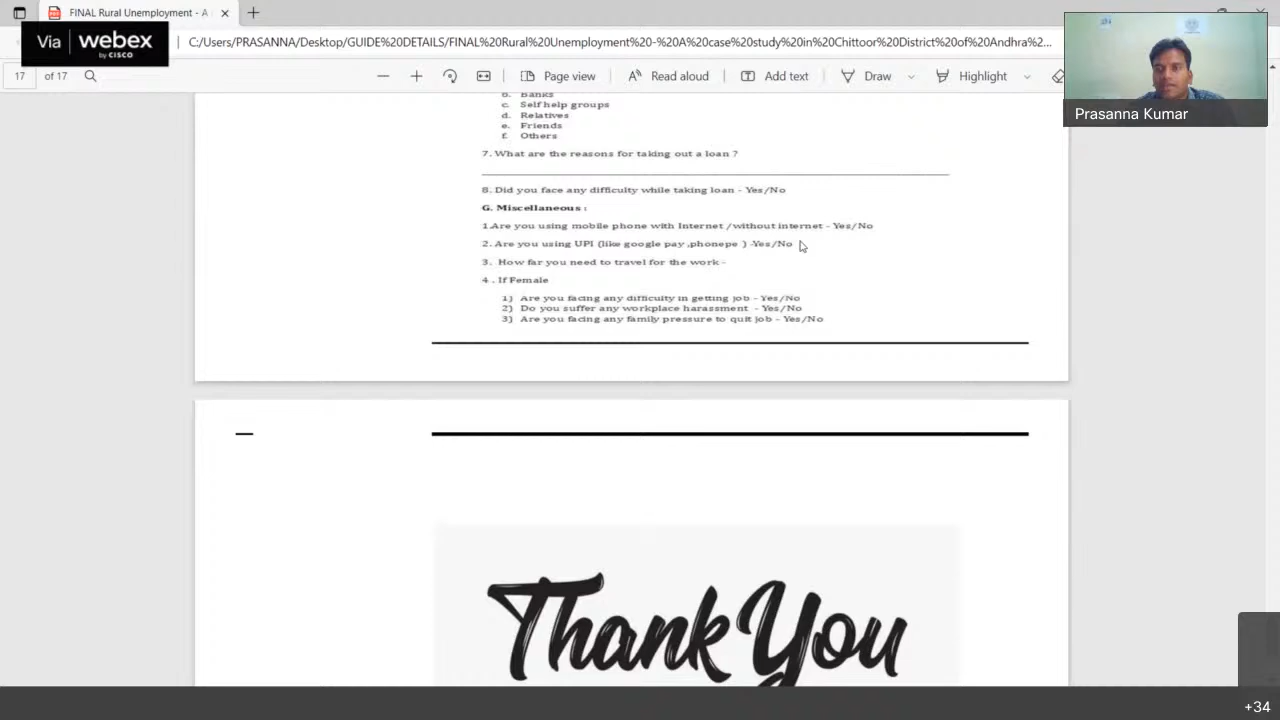 FINAL Rural Unemployment - A
Via webex
by CISCO
C:/Users/PRASANNA/Desktop/GUIDE%20DETAILS/FINAL%20Rural%20Unemployment%20-%20A%20case%20study%20
%20Chittoor%20District%20of%20Andhra%2...
17 of 17
Page view
Read aloud
Add text
Draw
Highlight
Prasanna Kumar
b. Banks
c. Self help groups
d. Relatives
e. Friends
f. Others
7. What are the reasons for taking out a loan ?
8. Did you face any difficulty while taking loan - Yes/No
G. Miscellaneous :
1.Are you using mobile phone with Internet /without internet - Yes/No
2. Are you using UPI (like google pay ,phonepe ) -Yes/No
3. How far you need to travel for the work -
4 . If Female
1) Are you facing any difficulty in getting job - Yes/No
2) Do you suffer any workplace harassment - Yes/No
3) Are you facing any family pressure to quit job - Yes/No
Thank You
+34